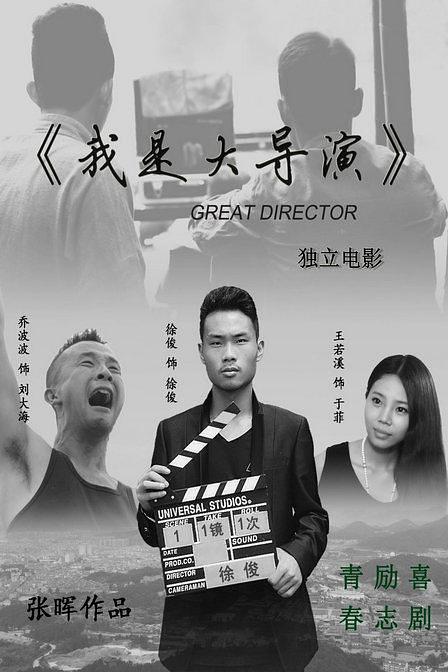 《我是大导演》
GREAT DIRECTOR
独立电影
乔波波 饰 刘大海
徐俊 饰 徐俊
王若溪 饰 于菲
UNIVERSAL STUDIOS
SCENE TAKE ROLL
1 1镜 1次
DATE SOUND
PROD.CO.
DIRECTOR 徐俊
CAMERAMAN
张晖作品
青春
励志
喜剧